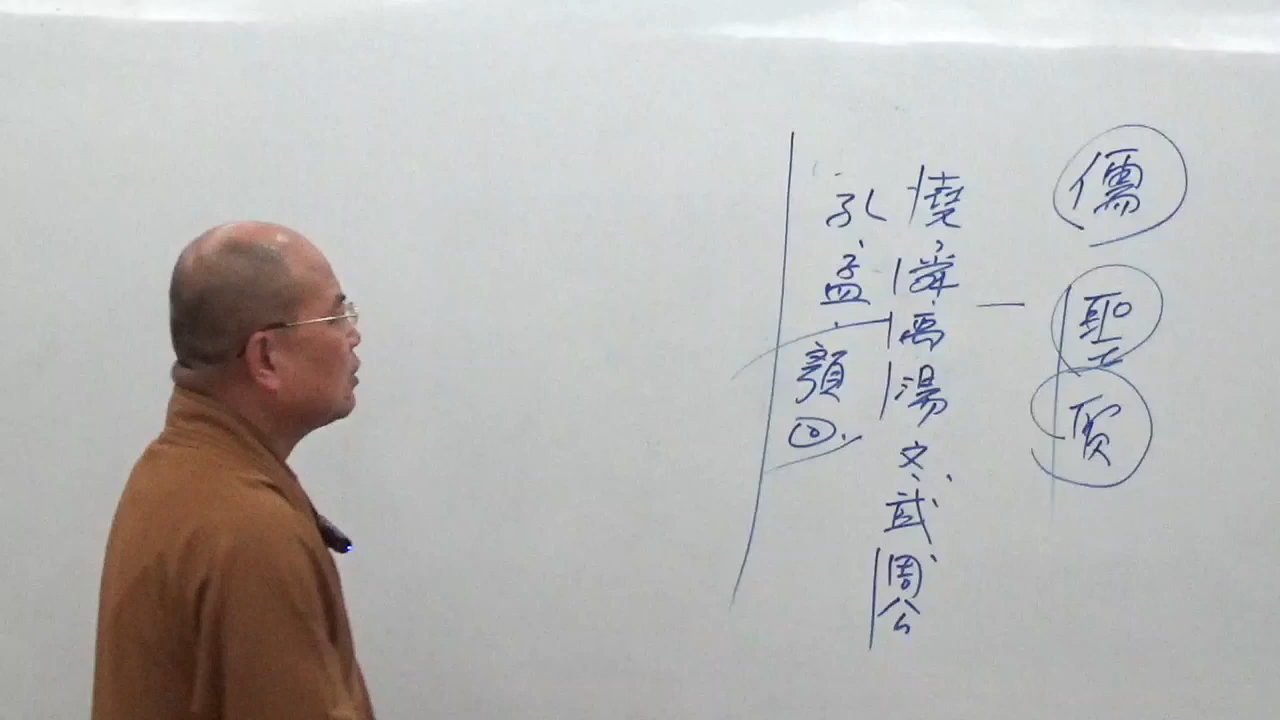 儒
聖賢
堯、舜、禹湯文、武、周公
孔、孟、顏回